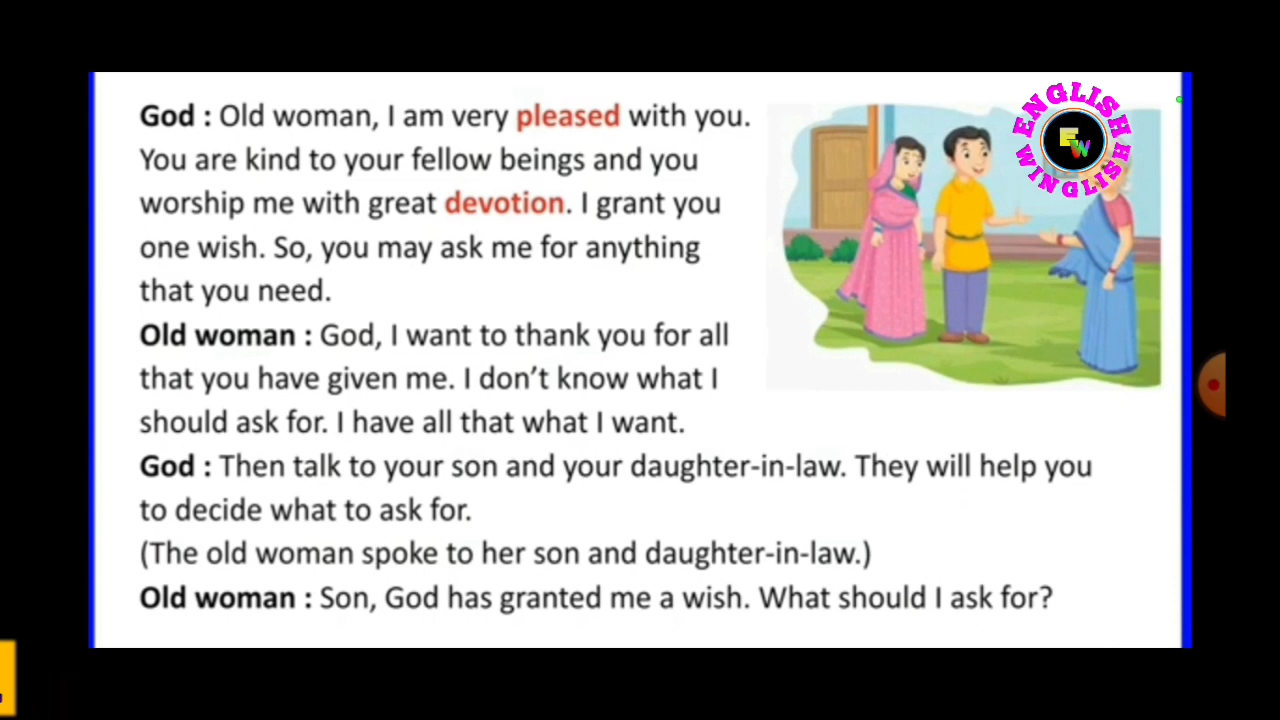 God : Old woman, I am very pleased with you.
You are kind to your fellow beings and you
worship me with great devotion. I grant you
one wish. So, you may ask me for anything
that you need.
Old woman : God, I want to thank you for all
that you have given me. I don’t know what I
should ask for. I have all that what I want.
God : Then talk to your son and your daughter-in-law. They will help you
to decide what to ask for.
(The old woman spoke to her son and daughter-in-law.)
Old woman : Son, God has granted me a wish. What should I ask for?
ENGLISH
EW
WINGLISH